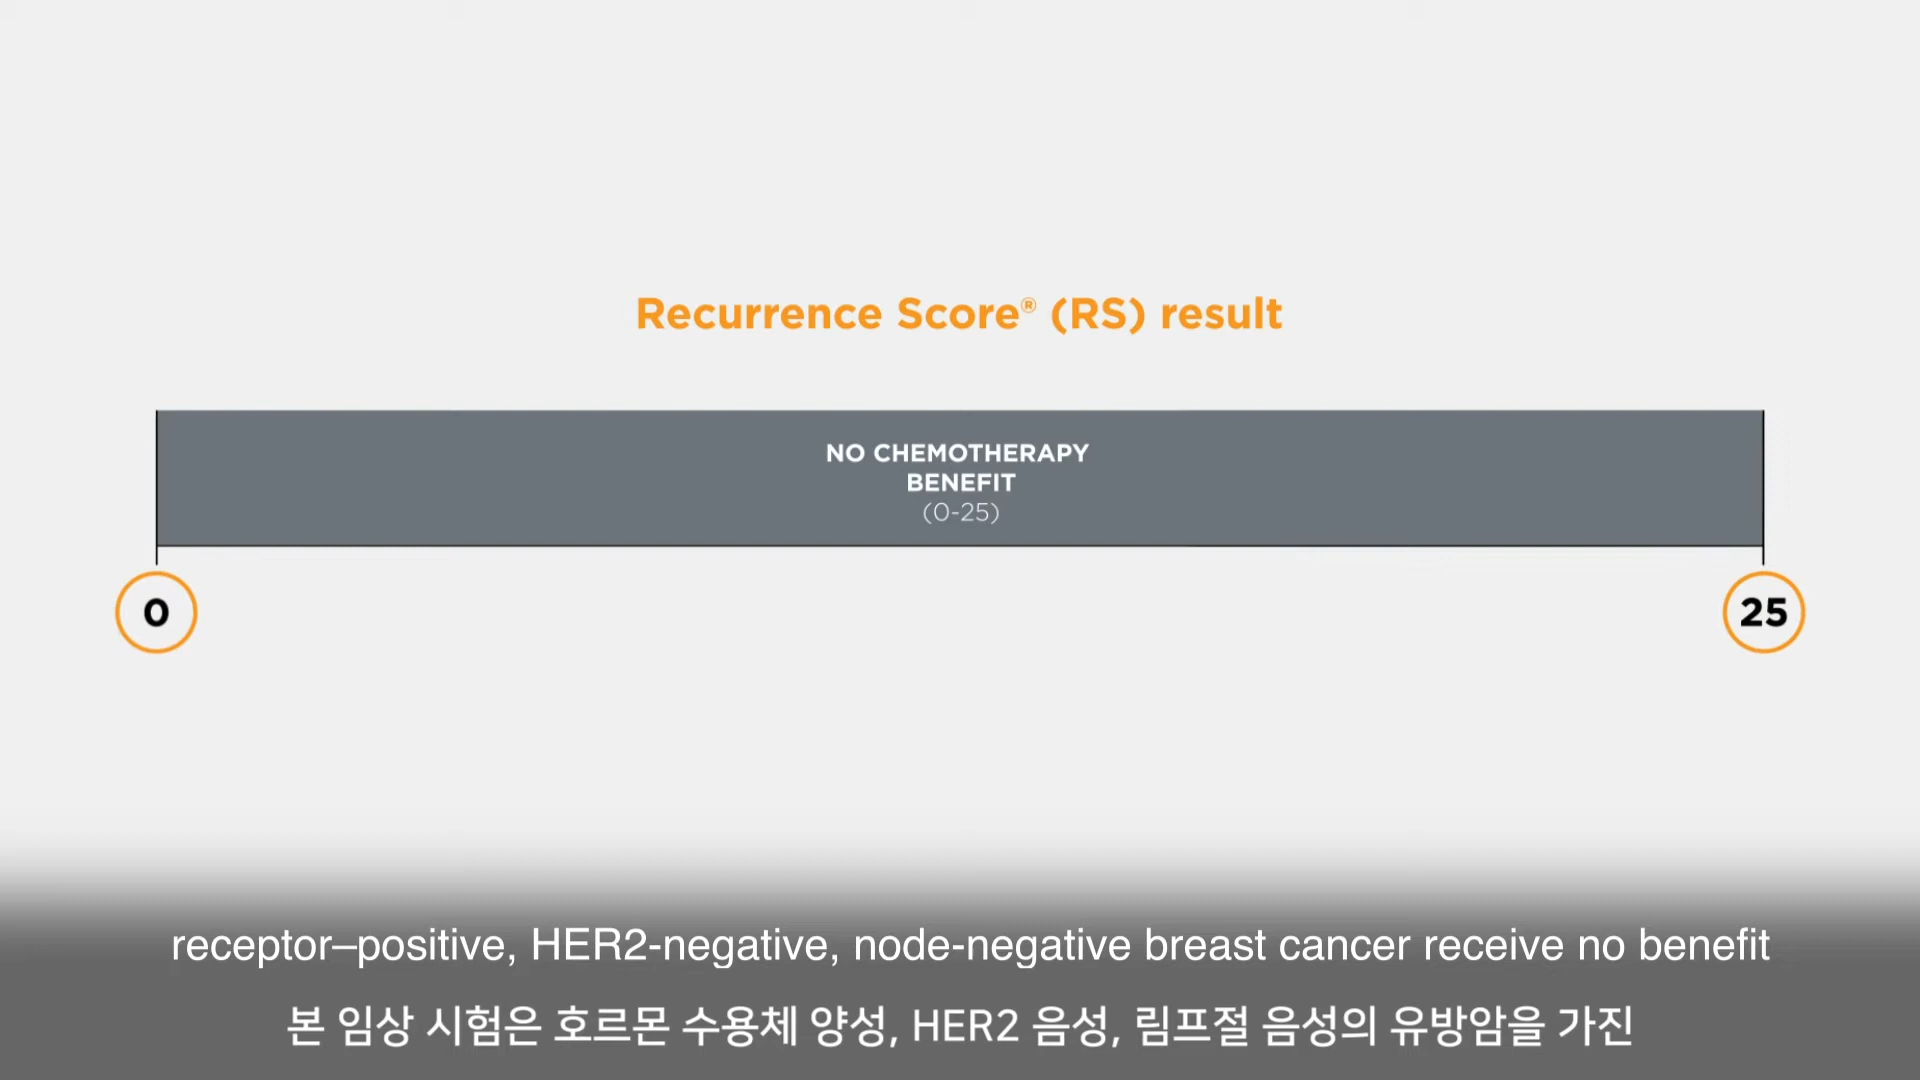 Recurrence Score® (RS) result
NO CHEMOTHERAPY
BENEFIT
(0-25)
0
25
receptor–positive, HER2-negative, node-negative breast cancer receive no benefit
본 임상 시험은 호르몬 수용체 양성, HER2 음성, 림프절 음성의 유방암을 가진